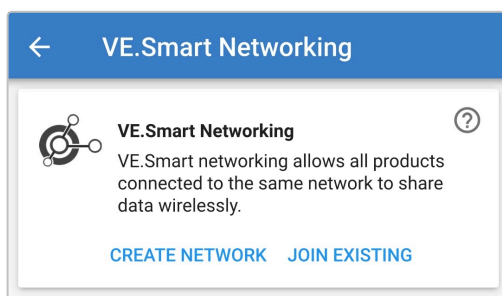 VE.Smart Networking
VE.Smart Networking
VE.Smart networking allows all products
connected to the same network to share
data wirelessly.
CREATE NETWORK JOIN EXISTING